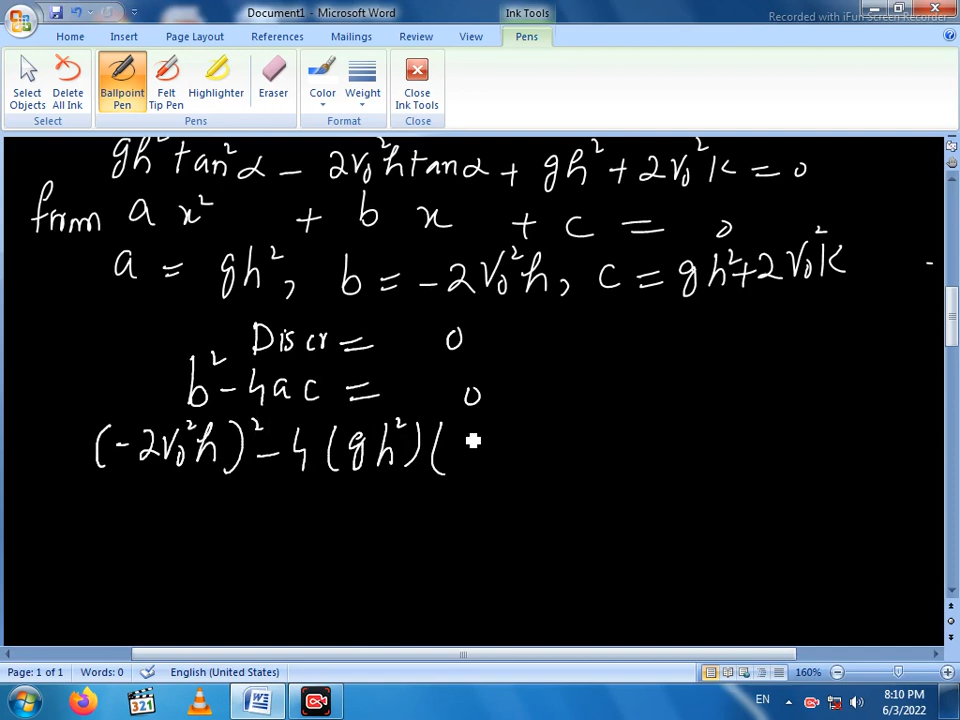 Document1 - Microsoft Word
Ink Tools
Recorded with iFun Screen Recorder
Home Insert Page Layout References Mailings Review View Pens
Select Objects Delete All Ink Ballpoint Pen Felt Tip Pen Highlighter Eraser Color Weight Close Ink Tools
Select Pens Format Close
gh² tan²α - 2v₀²h tanα + gh² + 2v₀²k = 0
from a x² + b x + c = 0
a = gh², b = -2v₀²h, c = gh² + 2v₀²k
Discr = 0
b² - 4ac = 0
(-2v₀²h)² - 4(gh²)(
Page: 1 of 1 Words: 0 English (United States) 160%
EN 8:10 PM
6/3/2022